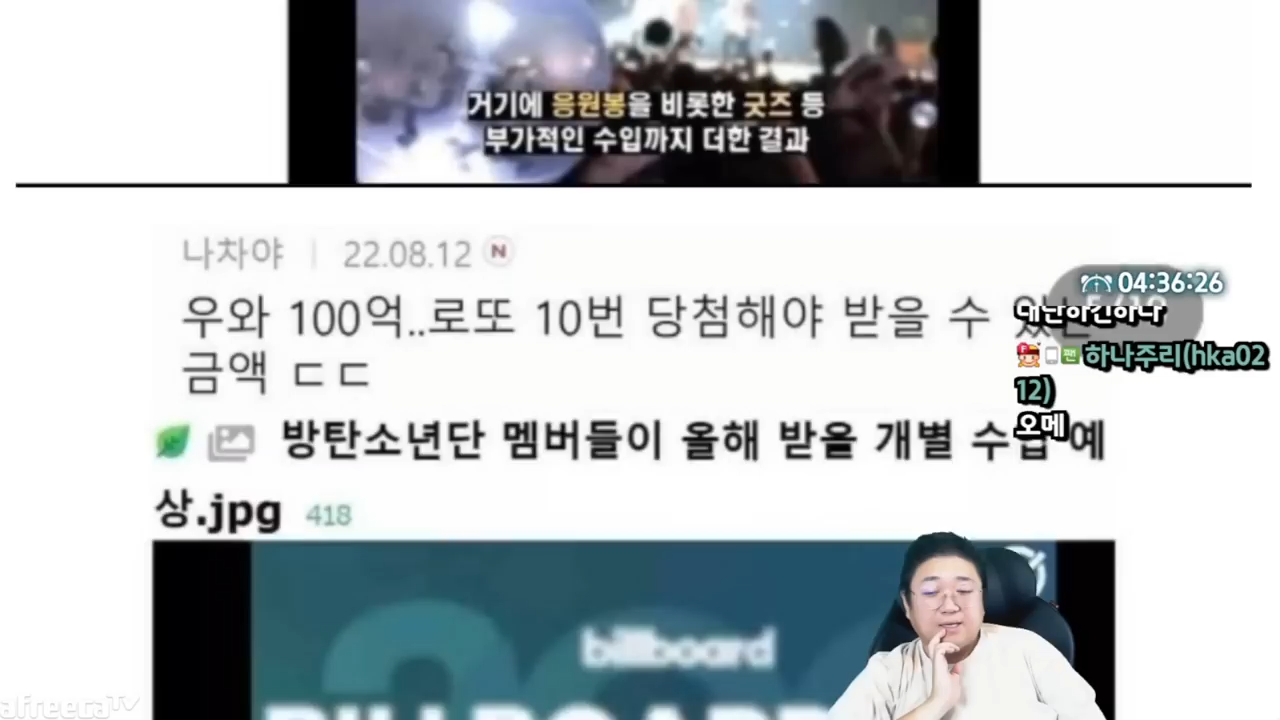 거기에 응원봉을 비롯한 굿즈 등
부가적인 수입까지 더한 결과
나차야 | 22.08.12 N
우와 100억..로또 10번 당첨해야 받을 수
금액 ㄷㄷ
방탄소년단 멤버들이 올해 받을 개별 수입 예
상.jpg 418
04:36:26
대단하긴하다
하나주리(hka02
12)
오메
billboard
BILLBOARD
afreecaTV